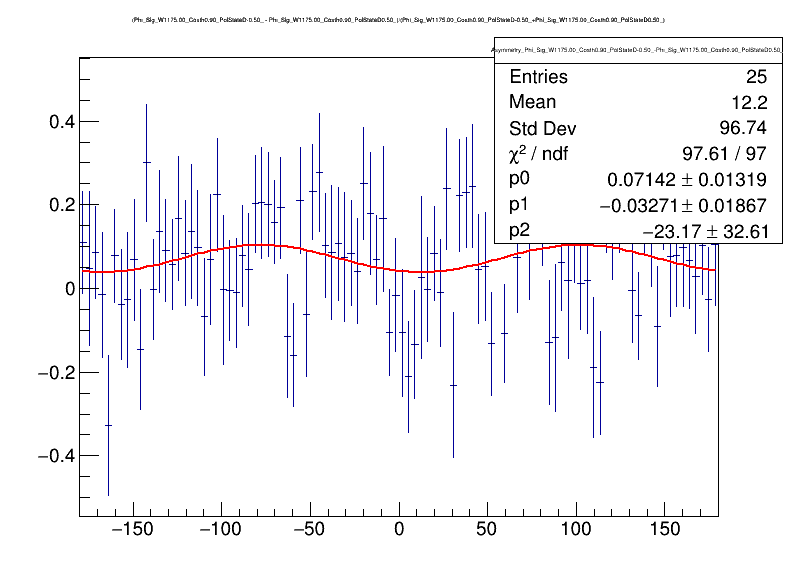 (Phi_Sig_W1175.00_Costh0.90_PolStateD-0.50_ - Phi_Sig_W1175.00_Costh0.90_PolStateD0.50_)/(Phi_Sig_W1175.00_Costh0.90_PolStateD-0.50_+Phi_Sig_W1175.00_Costh0.90_PolStateD0.50_)
Asymmetry_Phi_Sig_W1175.00_Costh0.90_PolStateD-0.50_-Phi_Sig_W1175.00_Costh0.90_PolStateD0.50_
Entries 25
Mean 12.2
Std Dev 96.74
χ² / ndf 97.61 / 97
p0 0.07142 ± 0.01319
p1 −0.03271 ± 0.01867
p2 −23.17 ± 32.61
0.4
0.2
0
−0.2
−0.4
−150 −100 −50 0 50 100 150